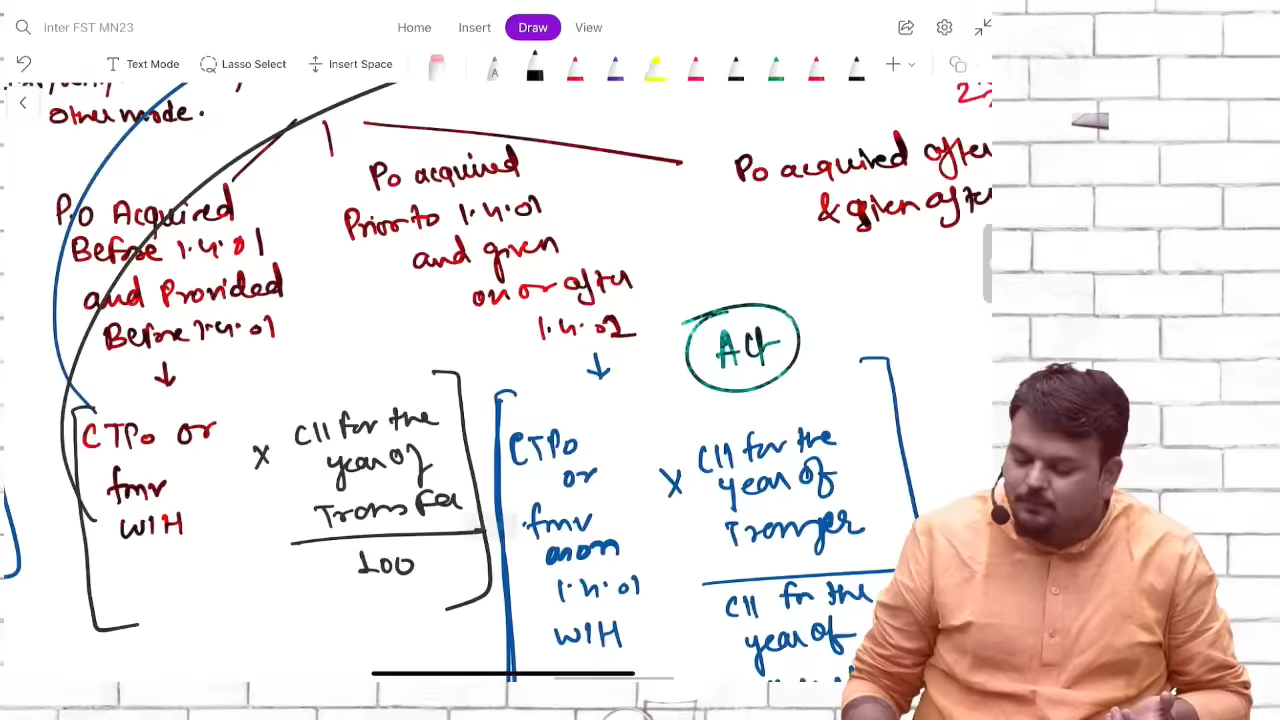 inter FST MN23
Home
Insert
Draw
View
Text Mode
Lasso Select
Insert Space
other mode.
P.O Acquired
Before 1.4.01
and Provided
Before 1.4.01
Po acquired
Prior to 1.4.01
and given
on or after
1.4.01
Po acquired after
& given after
ACq
CTPo or
fmv
WIH
X
CII for the
year of
Transfer
100
CTPO
or
fmv
as on
1.4.01
WIH
X
CII for the
year of
Transfer
CII for the
year of